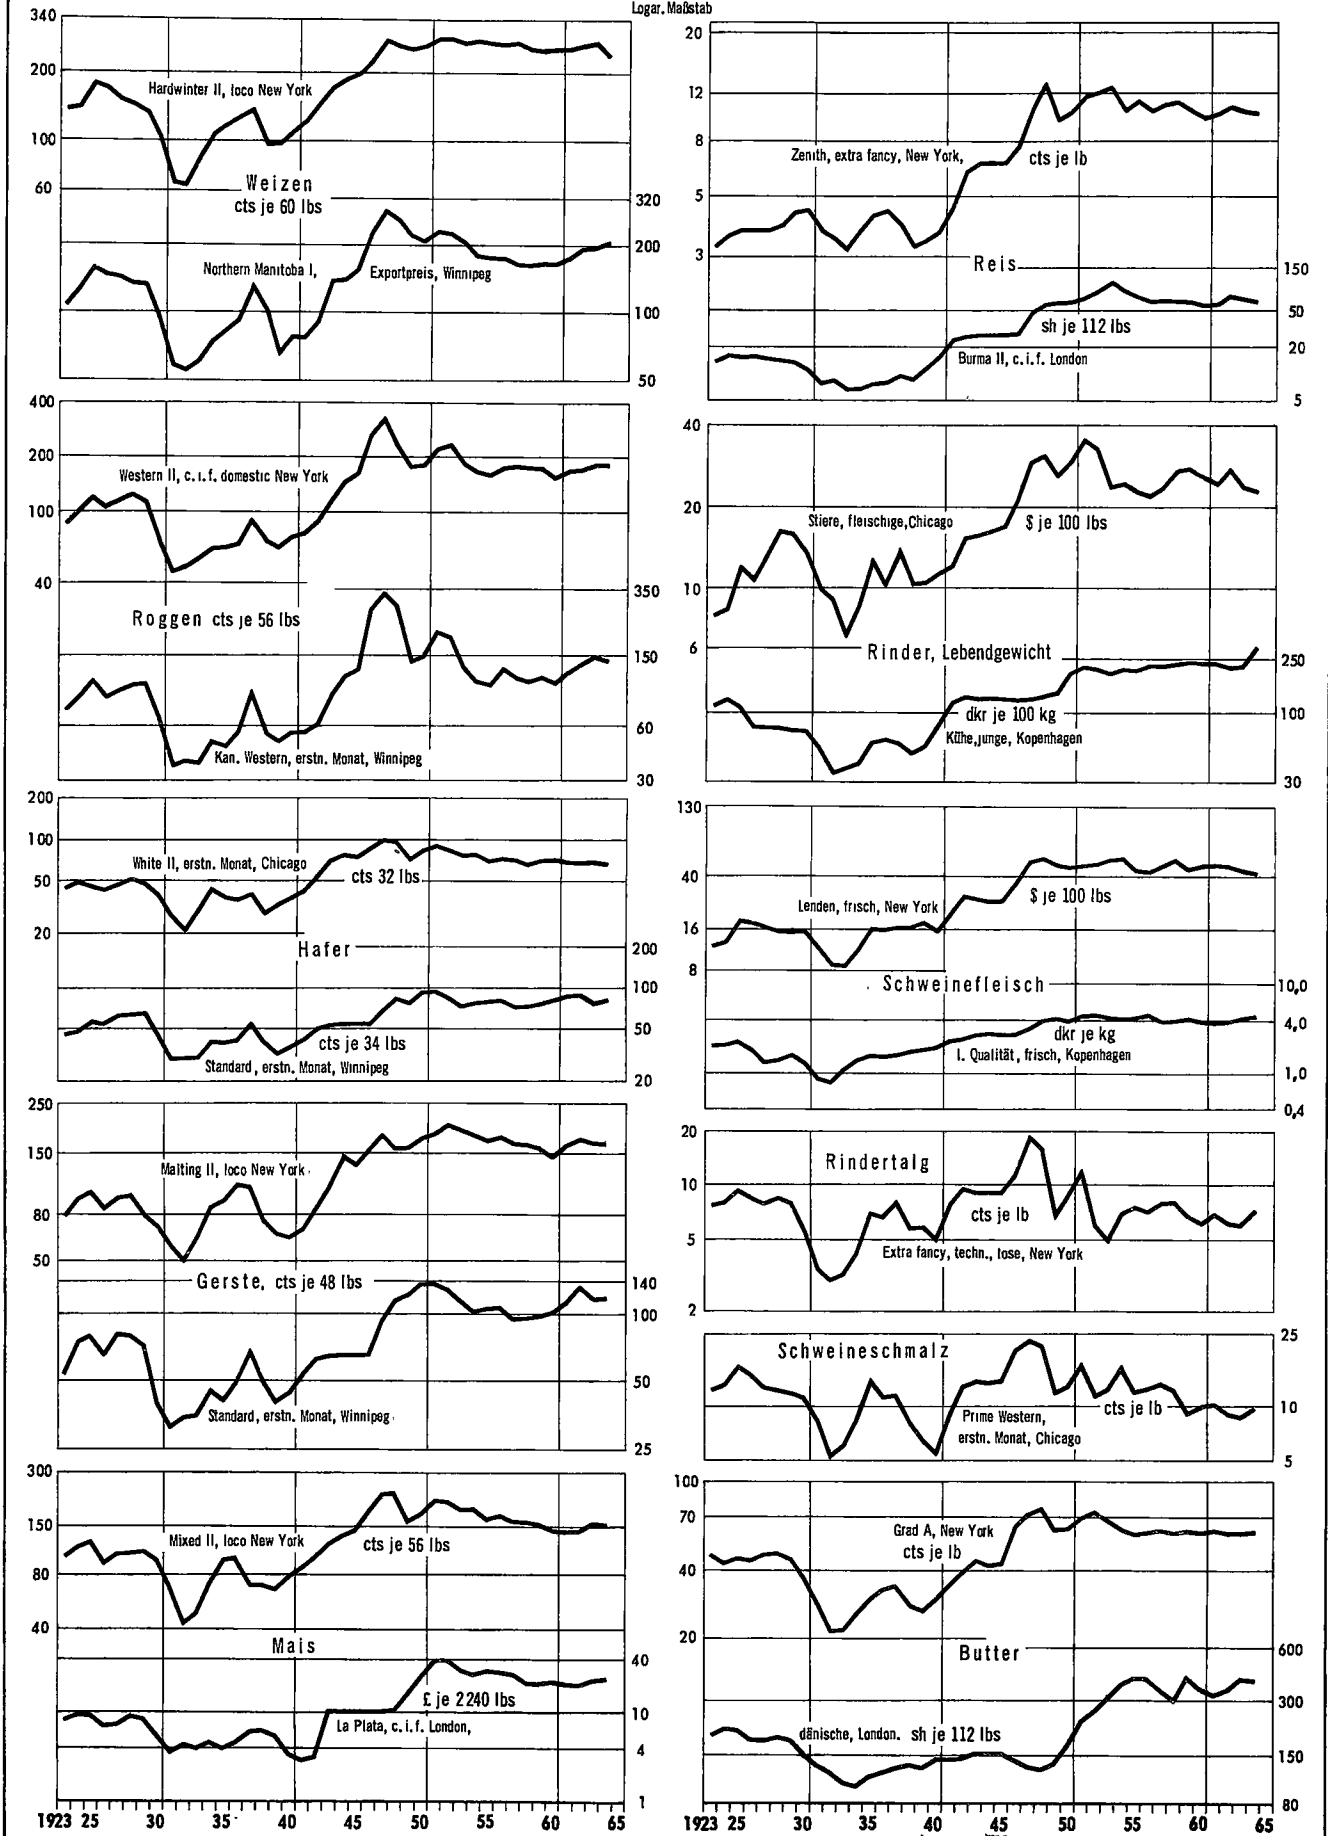 Logar. Maßstab
340
200
100
60
Hardwinter II, loco New York
Weizen
cts je 60 lbs
320
200
100
50
Northern Manitoba I,
Exportpreis, Winnipeg
400
200
100
40
Western II, c.i.f. domestic New York
Roggen cts je 56 lbs
350
150
60
30
Kan. Western, erstn. Monat, Winnipeg
200
100
50
20
White II, erstn. Monat, Chicago
cts 32 lbs
Hafer
200
100
50
20
cts je 34 lbs
Standard, erstn. Monat, Winnipeg
250
150
80
50
Malting II, loco New York
Gerste, cts je 48 lbs
140
100
50
25
Standard, erstn. Monat, Winnipeg
300
150
80
40
Mixed II, loco New York
cts je 56 lbs
Mais
40
10
4
1
£ je 2240 lbs
La Plata, c.i.f. London,
1923 25 30 35 40 45 50 55 60 65
20
12
8
5
3
Zenith, extra fancy, New York,
cts je lb
Reis
150
50
20
5
sh je 112 lbs
Burma II, c.i.f. London
40
20
10
6
Stiere, fleischige, Chicago
$ je 100 lbs
Rinder, Lebendgewicht
250
100
30
dkr je 100 kg
Kühe, junge, Kopenhagen
130
40
16
8
Lenden, frisch, New York
$ je 100 lbs
Schweinefleisch
10,0
4,0
1,0
0,4
dkr je kg
I. Qualität, frisch, Kopenhagen
20
10
5
2
Rindertalg
cts je lb
Extra fancy, techn., lose, New York
Schweineschmalz
25
10
5
cts je lb
Prime Western,
erstn. Monat, Chicago
100
70
40
20
Grad A, New York
cts je lb
Butter
600
300
150
80
dänische, London. sh je 112 lbs
1923 25 30 35 40 45 50 55 60 65